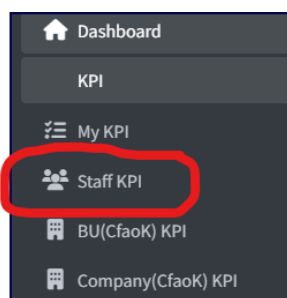 Dashboard
KPI
My KPI
Staff KPI
BU(CfaoK) KPI
Company(CfaoK) KPI